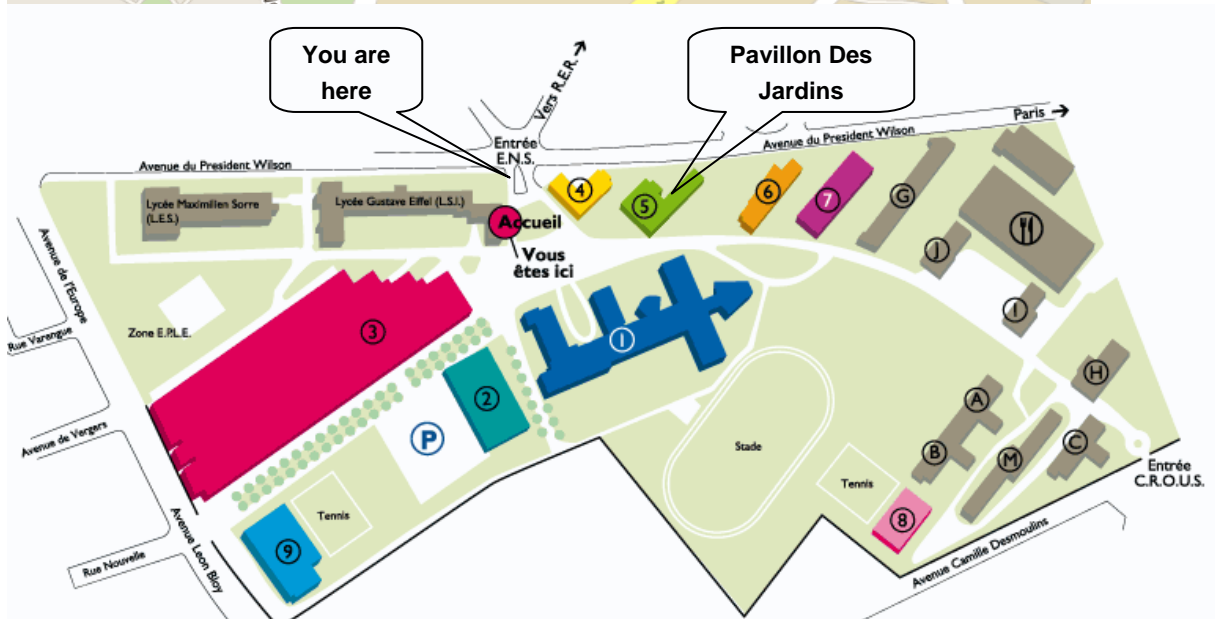 You are
here
Pavillon Des
Jardins
Vers R.E.R.
Paris
Entrée
E.N.S.
Avenue du President Wilson
Avenue du President Wilson
Lycée Maximilien Sorre
(L.E.S.)
Lycée Gustave Eiffel (L.S.I.)
4
5
6
7
G
J
I
H
Accueil
Vous
êtes ici
Avenue de l'Europe
Rue Varengue
Zone E.P.L.E.
3
1
2
P
A
B
M
C
Stade
Tennis
8
Entrée
C.R.O.U.S.
Avenue de Vergers
Avenue Leon Bloy
Tennis
9
Rue Nouvelle
Avenue Camille Desmoulins